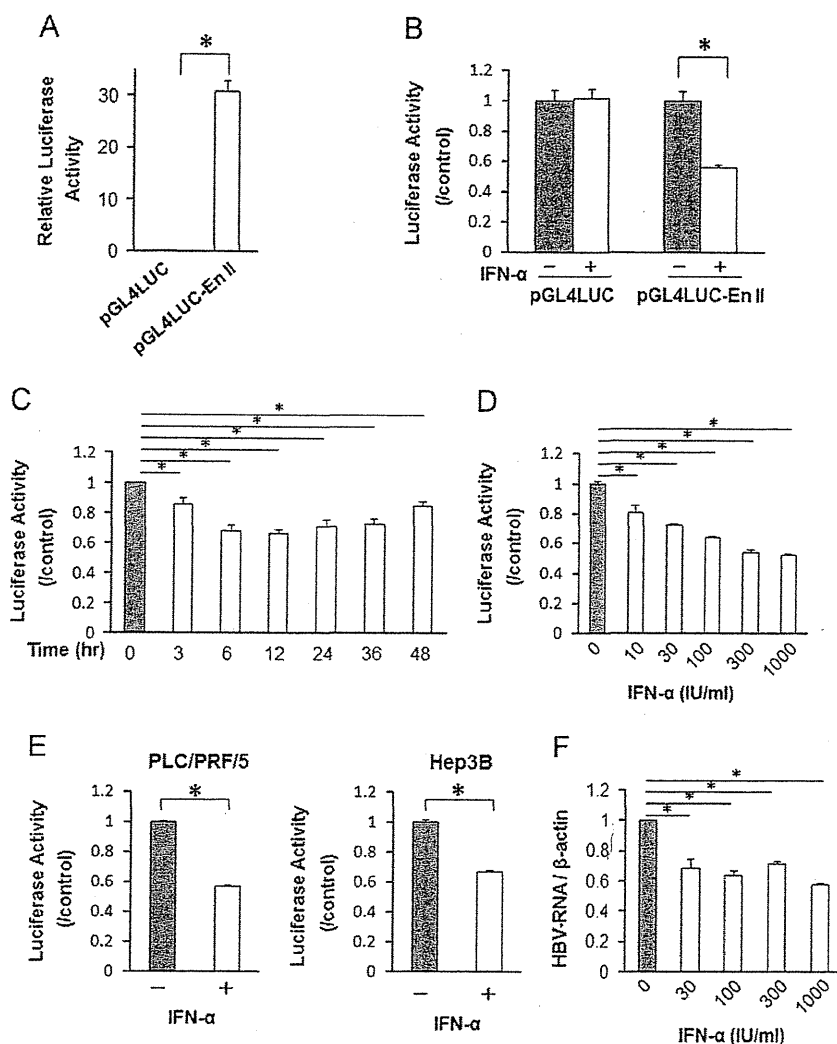 A
*
Relative Luciferase
Activity
30
20
10
0
pGL4LUC
pGL4LUC-En II
B
*
Luciferase Activity
(/control)
1.2
1
0.8
0.6
0.4
0.2
0
IFN-α
− + − +
pGL4LUC pGL4LUC-En II
C
*
*
*
*
*
*
Luciferase Activity
(/control)
1.2
1
0.8
0.6
0.4
0.2
0
Time (hr) 0 3 6 12 24 36 48
D
*
*
*
*
*
Luciferase Activity
(/control)
1.2
1
0.8
0.6
0.4
0.2
0
0 10 30 100 300 1000
IFN-α (IU/ml)
E
PLC/PRF/5
*
Luciferase Activity
(/control)
1.2
1
0.8
0.6
0.4
0.2
0
− +
IFN-α
Hep3B
*
Luciferase Activity
(/control)
1.2
1
0.8
0.6
0.4
0.2
0
− +
IFN-α
F
*
*
*
*
HBV-RNA / β-actin
1.2
1
0.8
0.6
0.4
0.2
0
0 30 100 300 1000
IFN-α (IU/ml)